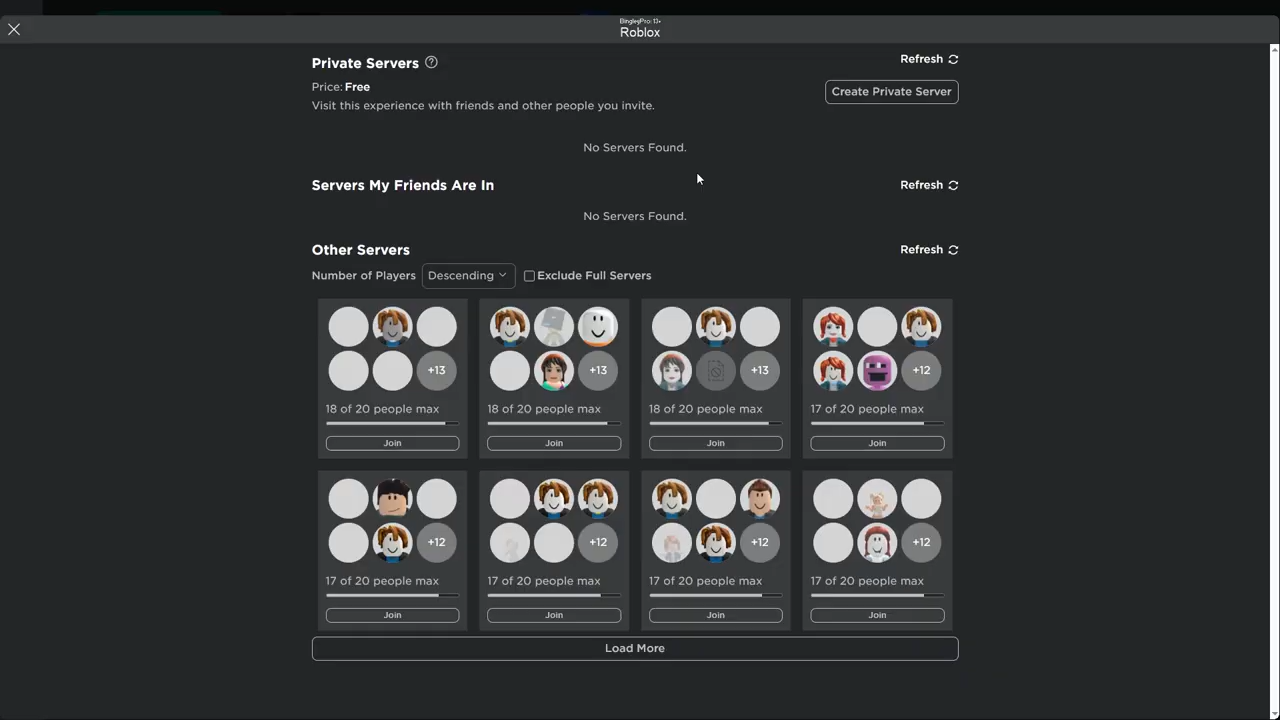 BingleyPro: 13+
Roblox
Private Servers
Refresh
Price: Free
Create Private Server
Visit this experience with friends and other people you invite.
No Servers Found.
Servers My Friends Are In
Refresh
No Servers Found.
Other Servers
Refresh
Number of Players Descending Exclude Full Servers
+13 +13 +13 +12
18 of 20 people max 18 of 20 people max 18 of 20 people max 17 of 20 people max
Join Join Join Join
+12 +12 +12 +12
17 of 20 people max 17 of 20 people max 17 of 20 people max 17 of 20 people max
Join Join Join Join
Load More